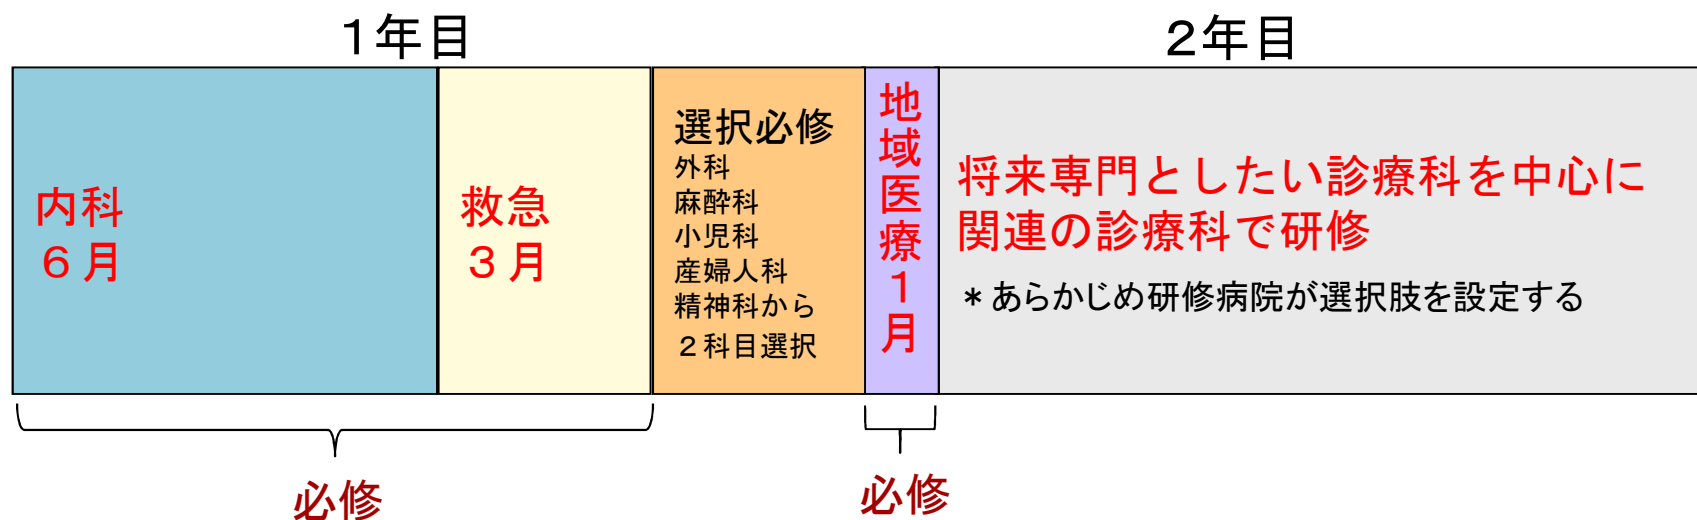 １年目
２年目
内科
６月
救急
３月
選択必修
外科
麻酔科
小児科
産婦人科
精神科から
２科目選択
地域医療１月
将来専門としたい診療科を中心に
関連の診療科で研修
＊あらかじめ研修病院が選択肢を設定する
必修
必修